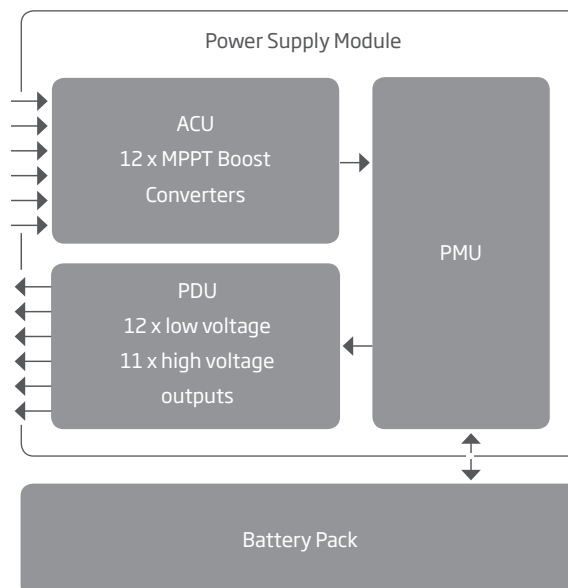 Power Supply Module
ACU
12 x MPPT Boost
Converters
PMU
PDU
12 x low voltage
11 x high voltage
outputs
Battery Pack